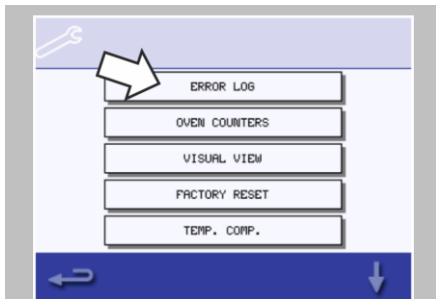 ERROR LOG
OVEN COUNTERS
VISUAL VIEW
FACTORY RESET
TEMP. COMP.